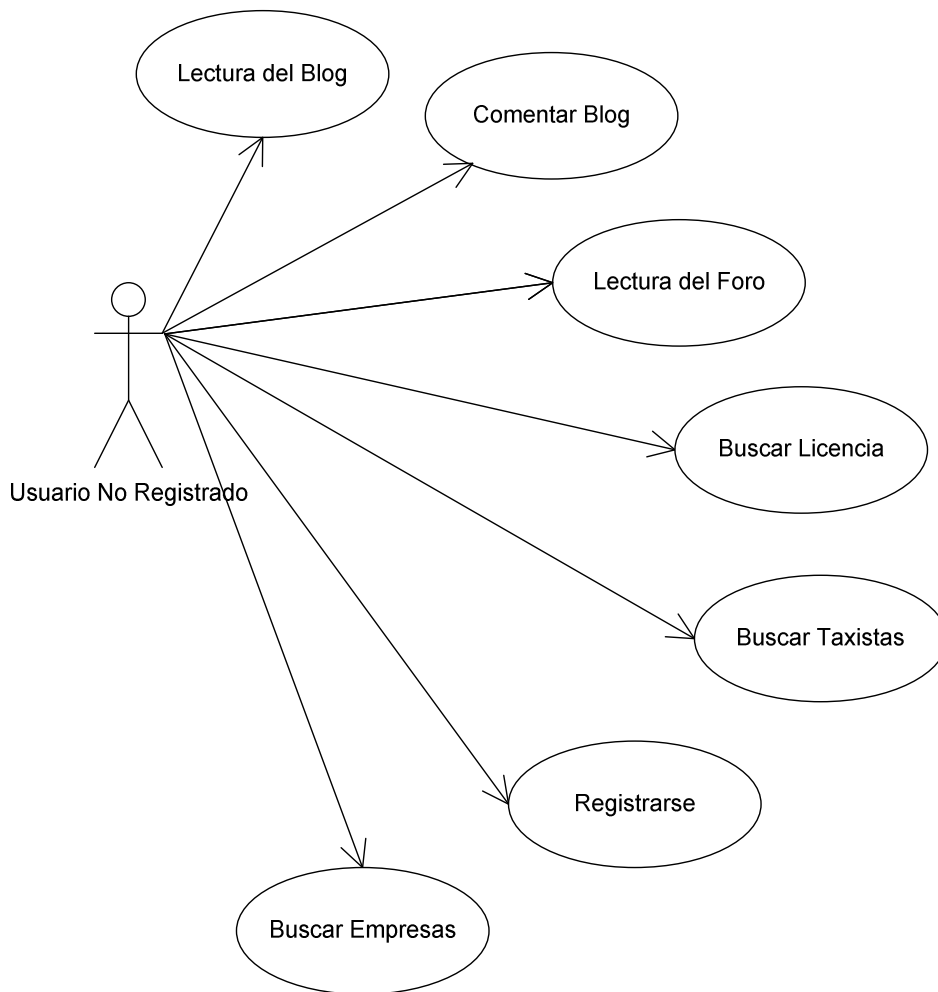 Lectura del Blog
Comentar Blog
Lectura del Foro
Buscar Licencia
Usuario No Registrado
Buscar Taxistas
Registrarse
Buscar Empresas